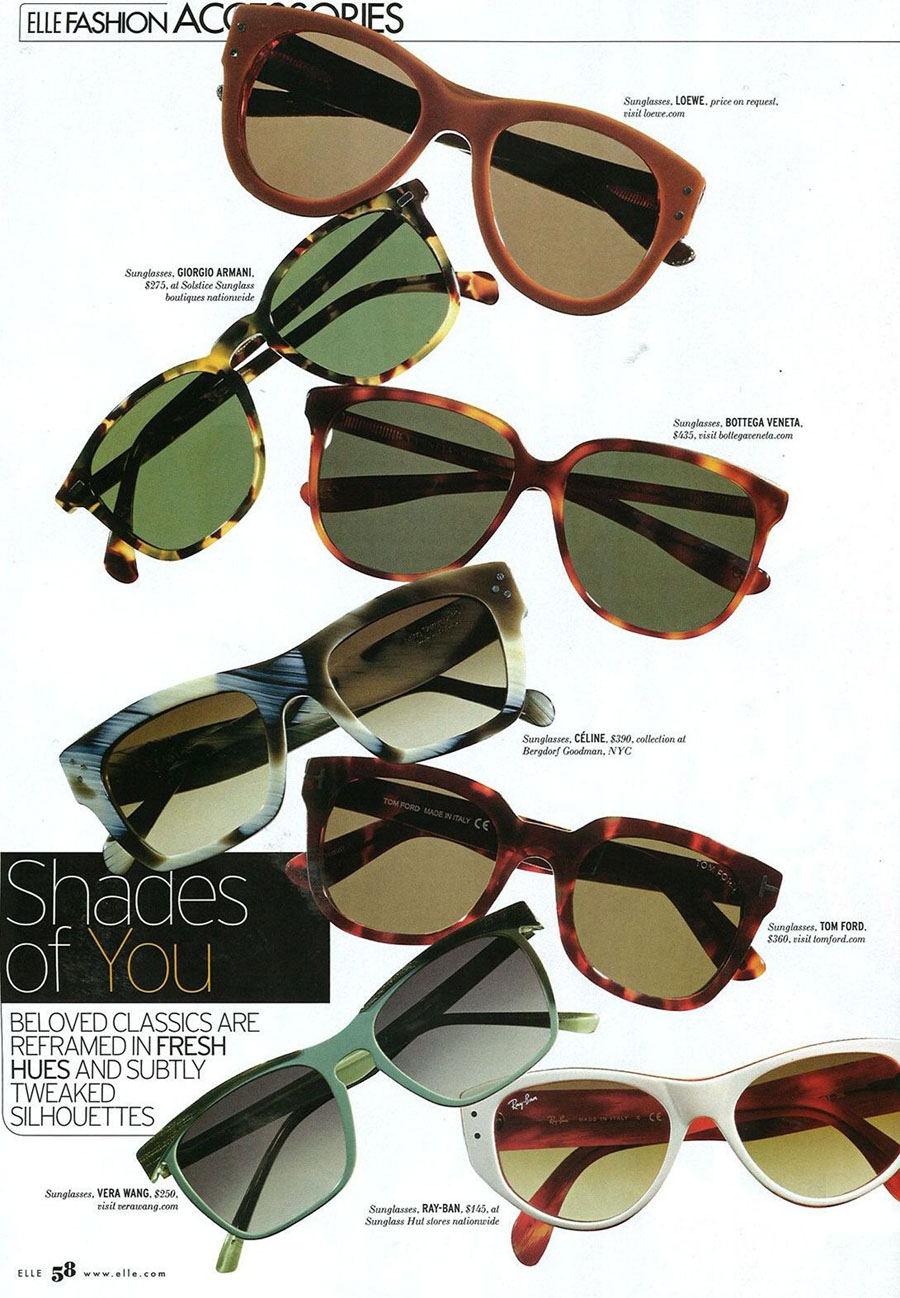 ELLE FASHION ACCESSORIES
Sunglasses, LOEWE, price on request,
visit loewe.com
Sunglasses, GIORGIO ARMANI,
$275, at Solstice Sunglass
boutiques nationwide
Sunglasses, BOTTEGA VENETA,
$435, visit bottegaveneta.com
Sunglasses, CÉLINE, $390, collection at
Bergdorf Goodman, NYC
TOM FORD MADE IN ITALY CE
TOM FORD
Shades
of You
Sunglasses, TOM FORD,
$360, visit tomford.com
BELOVED CLASSICS ARE
REFRAMED IN FRESH
HUES AND SUBTLY
TWEAKED
SILHOUETTES
Ray-Ban
Ray-Ban MADE IN ITALY CE
Sunglasses, VERA WANG, $250,
visit verawang.com
Sunglasses, RAY-BAN, $145, at
Sunglass Hut stores nationwide
ELLE 58 www.elle.com